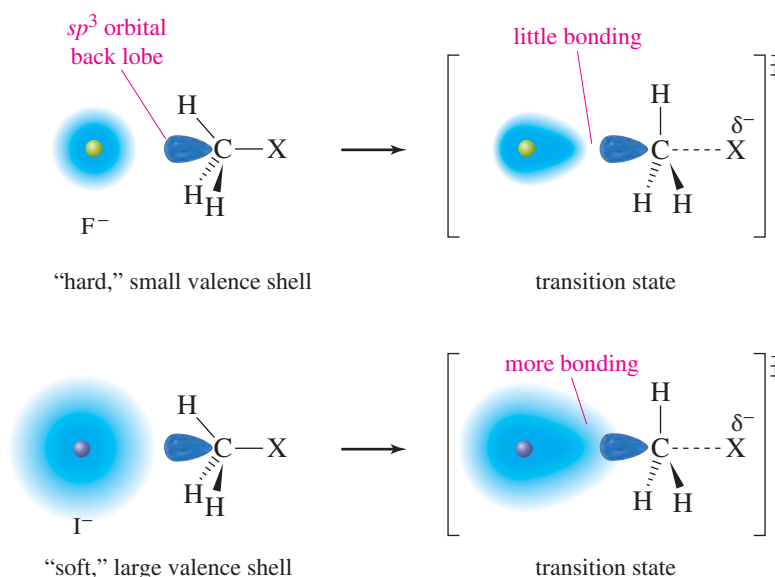 sp³ orbital
back lobe
little bonding
H
C
X
H
H
F⁻
H
C
X
δ⁻
H
H
‡
“hard,” small valence shell
transition state
more bonding
H
C
X
H
H
I⁻
H
C
X
δ⁻
H
H
‡
“soft,” large valence shell
transition state